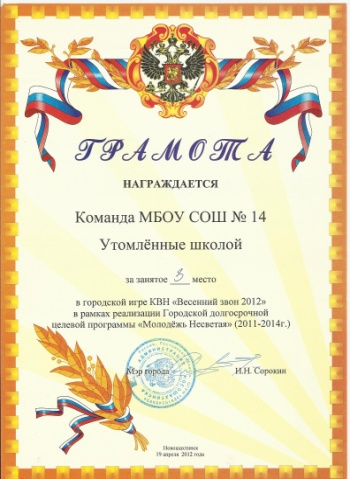 ГРАМОТА
НАГРАЖДАЕТСЯ
Команда МБОУ СОШ № 14
Утомлённые школой
за занятое 3 место
в городской игре КВН «Весенний звон 2012»
в рамках реализации Городской долгосрочной
целевой программы «Молодёжь Несветая» (2011-2014г.)
Мэр города И.Н. Сорокин
Новошахтинск
19 апреля 2012 года